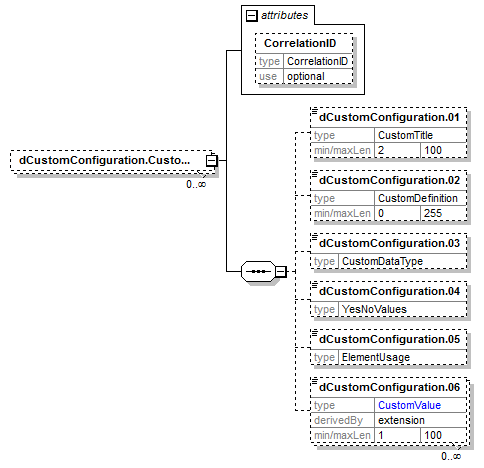 attributes
CorrelationID
type CorrelationID
use optional
dCustomConfiguration.01
type CustomTitle
min/maxLen 2 100
dCustomConfiguration.Custo...
0..∞
dCustomConfiguration.02
type CustomDefinition
min/maxLen 0 255
dCustomConfiguration.03
type CustomDataType
dCustomConfiguration.04
type YesNoValues
dCustomConfiguration.05
type ElementUsage
dCustomConfiguration.06
type CustomValue
derivedBy extension
min/maxLen 1 100
0..∞